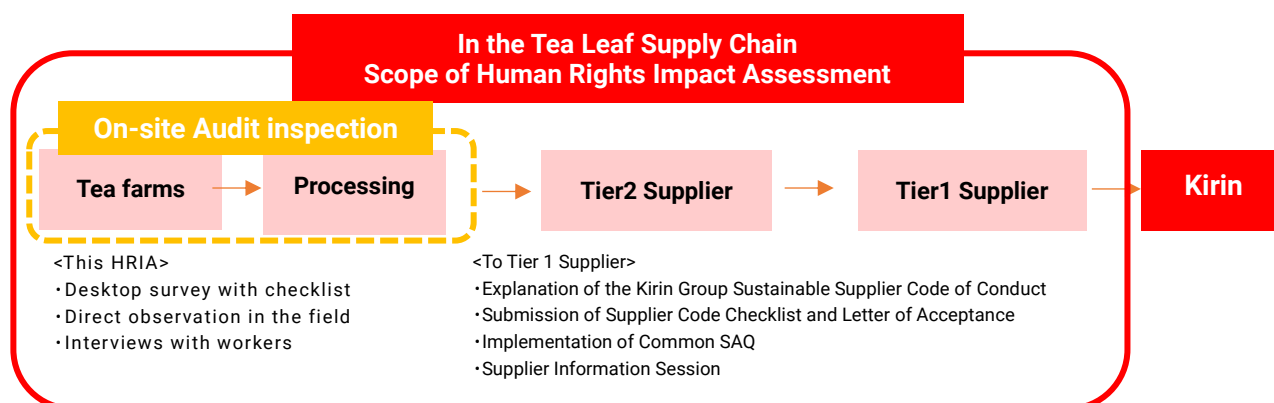 In the Tea Leaf Supply Chain
Scope of Human Rights Impact Assessment
On-site Audit inspection
Tea farms
Processing
Tier2 Supplier
Tier1 Supplier
Kirin
<This HRIA>
・Desktop survey with checklist
・Direct observation in the field
・Interviews with workers
<To Tier 1 Supplier>
・Explanation of the Kirin Group Sustainable Supplier Code of Conduct
・Submission of Supplier Code Checklist and Letter of Acceptance
・Implementation of Common SAQ
・Supplier Information Session